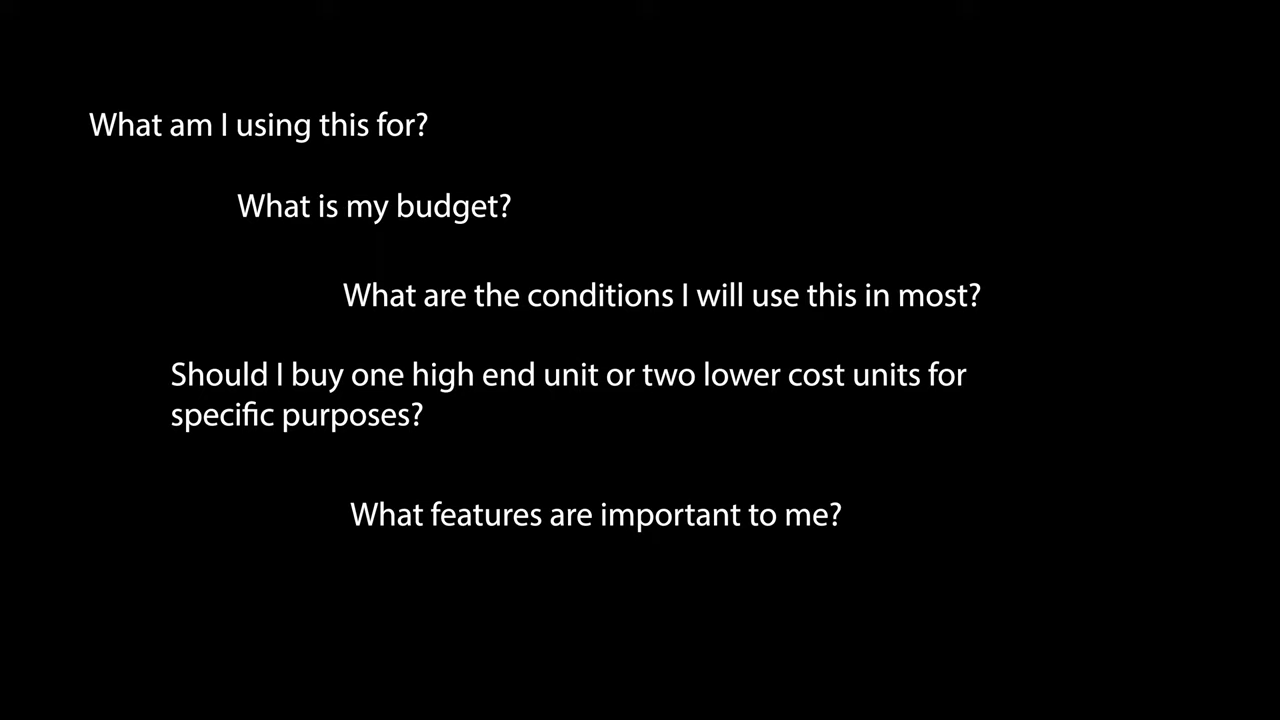 What am I using this for?
What is my budget?
What are the conditions I will use this in most?
Should I buy one high end unit or two lower cost units for
specific purposes?
What features are important to me?